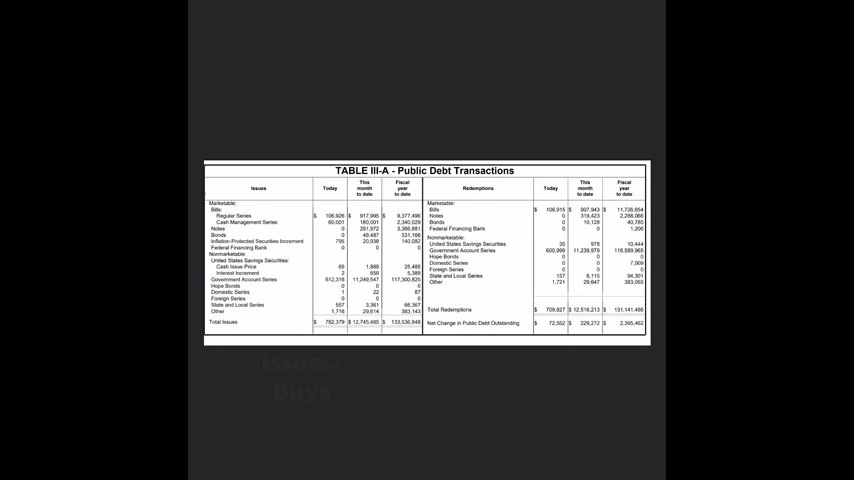 TABLE III-A - Public Debt Transactions
Issues Today This month to date Fiscal year to date
Marketable:
Bills:
Regular Series $ 106,926 $ 917,995 $ 9,377,496
Cash Management Series 60,001 180,001 2,340,029
Notes 0 291,972 3,366,881
Bonds 0 49,487 531,166
Inflation-Protected Securities Increment 795 20,938 140,082
Federal Financing Bank 0 0 0
Nonmarketable:
United States Savings Securities:
Cash Issue Price 65 1,889 25,485
Interest Increment 2 659 5,389
Government Account Series 612,316 11,249,547 117,300,825
Hope Bonds 0 0 0
Domestic Series 1 22 87
Foreign Series 0 0 0
State and Local Series 557 3,361 66,367
Other 1,716 29,614 383,143
Total Issues $ 782,379 $ 12,745,485 $ 133,536,948
Redemptions Today This month to date Fiscal year to date
Marketable:
Bills $ 106,915 $ 907,943 $ 11,726,654
Notes 0 319,423 2,288,066
Bonds 0 10,128 40,785
Federal Financing Bank 0 0 1,206
Nonmarketable:
United States Savings Securities 35 978 10,444
Government Account Series 600,999 11,239,979 116,589,965
Hope Bonds 0 0 0
Domestic Series 0 0 7,009
Foreign Series 0 0 0
State and Local Series 157 8,115 94,301
Other 1,721 29,647 383,055
Total Redemptions $ 709,827 $ 12,516,213 $ 131,141,486
Net Change in Public Debt Outstanding $ 72,552 $ 229,272 $ 2,395,462
Issues:
Buys